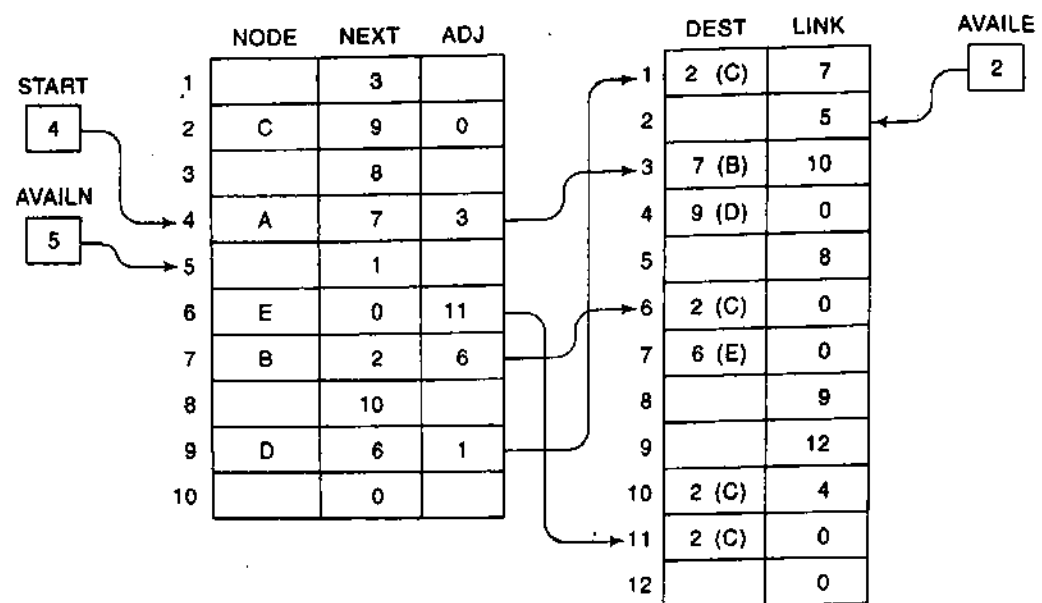 NODE NEXT ADJ
1 3
2 C 9 0
3 8
4 A 7 3
5 1
6 E 0 11
7 B 2 6
8 10
9 D 6 1
10 0
START
4
AVAILN
5
DEST LINK
1 2 (C) 7
2 5
3 7 (B) 10
4 9 (D) 0
5 8
6 2 (C) 0
7 6 (E) 0
8 9
9 12
10 2 (C) 4
11 2 (C) 0
12 0
AVAILE
2